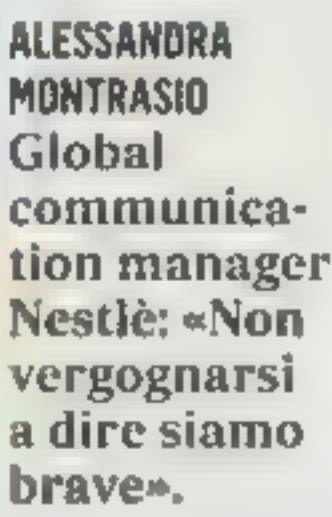 ALESSANDRA
MONTRASIO
Global
communica-
tion manager
Nestlè: «Non
vergognarsi
a dire siamo
brave».